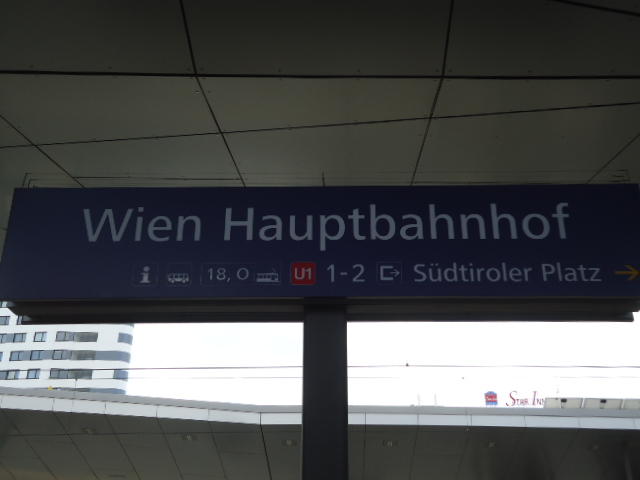 Wien Hauptbahnhof
i 18, O U1 1-2 Südtiroler Platz
STAR INN